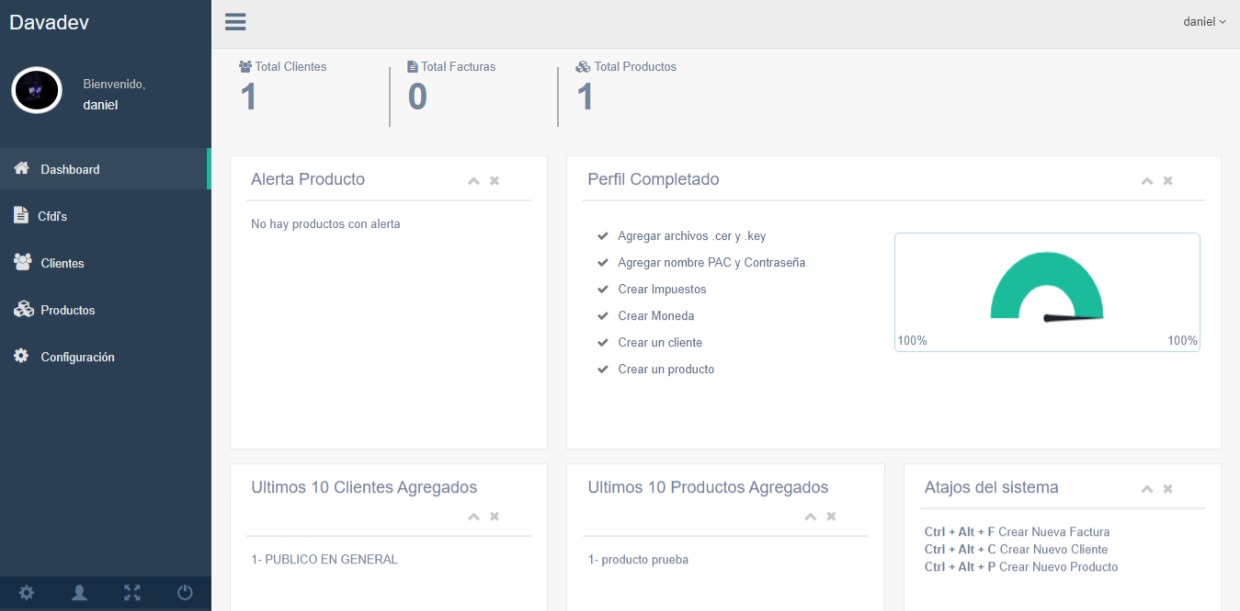 Davadev
Bienvenido,
daniel
Dashboard
Cfdi's
Clientes
Productos
Configuración
daniel
Total Clientes
1
Total Facturas
0
Total Productos
1
Alerta Producto
No hay productos con alerta
Perfil Completado
Agregar archivos .cer y .key
Agregar nombre PAC y Contraseña
Crear Impuestos
Crear Moneda
Crear un cliente
Crear un producto
100% 100%
Ultimos 10 Clientes Agregados
1- PUBLICO EN GENERAL
Ultimos 10 Productos Agregados
1- producto prueba
Atajos del sistema
Ctrl + Alt + F Crear Nueva Factura
Ctrl + Alt + C Crear Nuevo Cliente
Ctrl + Alt + P Crear Nuevo Producto